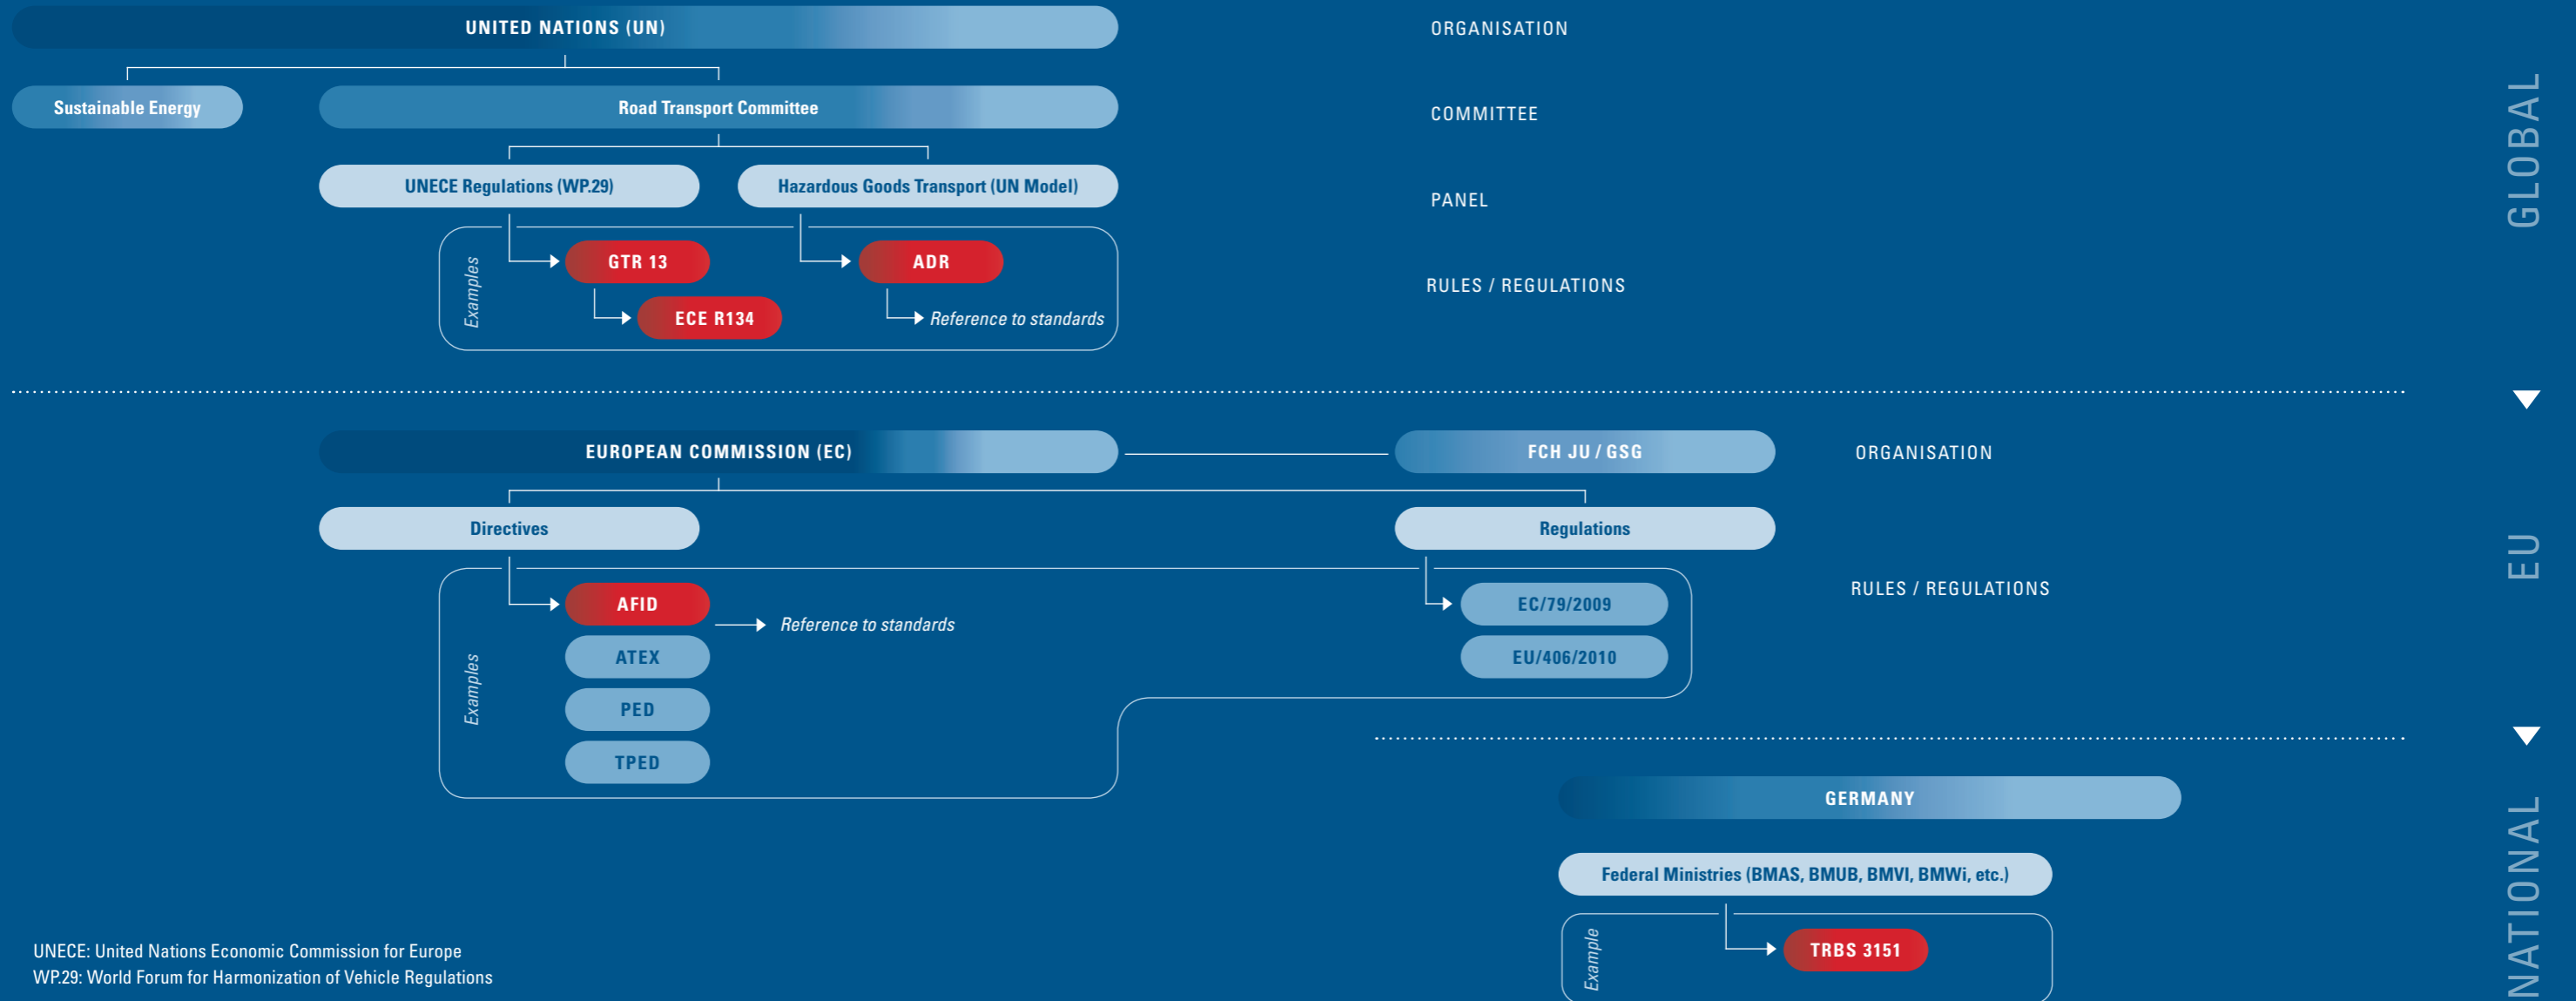 UNITED NATIONS (UN)
ORGANISATION
Sustainable Energy
Road Transport Committee
COMMITTEE
UNECE Regulations (WP.29)
Hazardous Goods Transport (UN Model)
PANEL
GLOBAL
Examples
GTR 13
ADR
RULES / REGULATIONS
ECE R134
Reference to standards
EUROPEAN COMMISSION (EC)
FCH JU / GSG
ORGANISATION
Directives
Regulations
EU
Examples
AFID
Reference to standards
ATEX
PED
TPED
EC/79/2009
EU/406/2010
RULES / REGULATIONS
GERMANY
Federal Ministries (BMAS, BMUB, BMVI, BMWi, etc.)
Example
TRBS 3151
NATIONAL
UNECE: United Nations Economic Commission for Europe
WP.29: World Forum for Harmonization of Vehicle Regulations